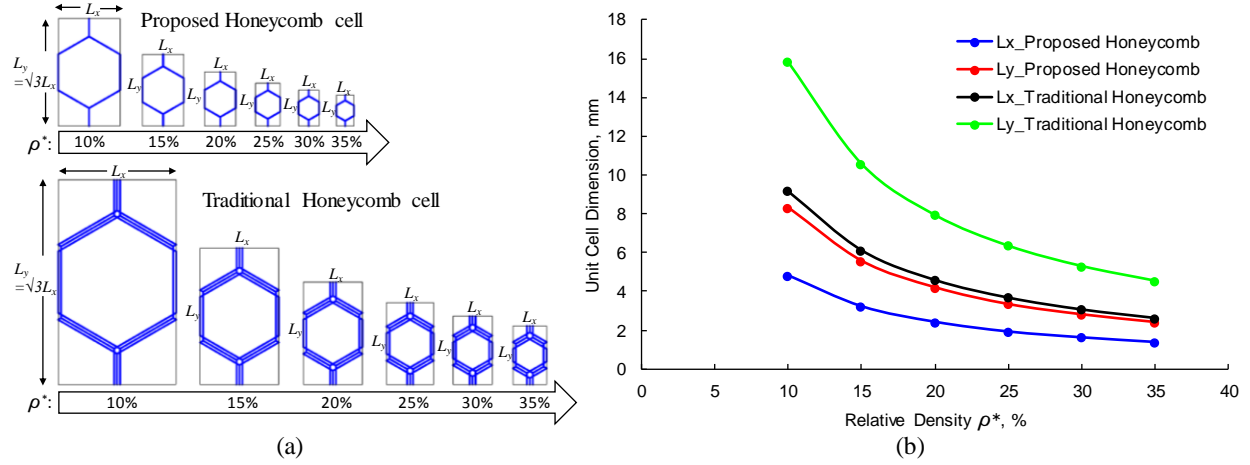 Lx
Proposed Honeycomb cell
Ly
=√3Lx
Lx
Ly
Lx
Ly
Lx
Ly
Lx
Ly
Lx
Ly
ρ*: 10% 15% 20% 25% 30% 35%
Lx
Traditional Honeycomb cell
Ly
=√3Lx
Lx
Ly
Lx
Ly
Lx
Ly
Lx
Ly
Lx
Ly
ρ*: 10% 15% 20% 25% 30% 35%
(a)
Unit Cell Dimension, mm
18
16
14
12
10
8
6
4
2
0
Lx_Proposed Honeycomb
Ly_Proposed Honeycomb
Lx_Traditional Honeycomb
Ly_Traditional Honeycomb
0 5 10 15 20 25 30 35 40
Relative Density ρ*, %
(b)